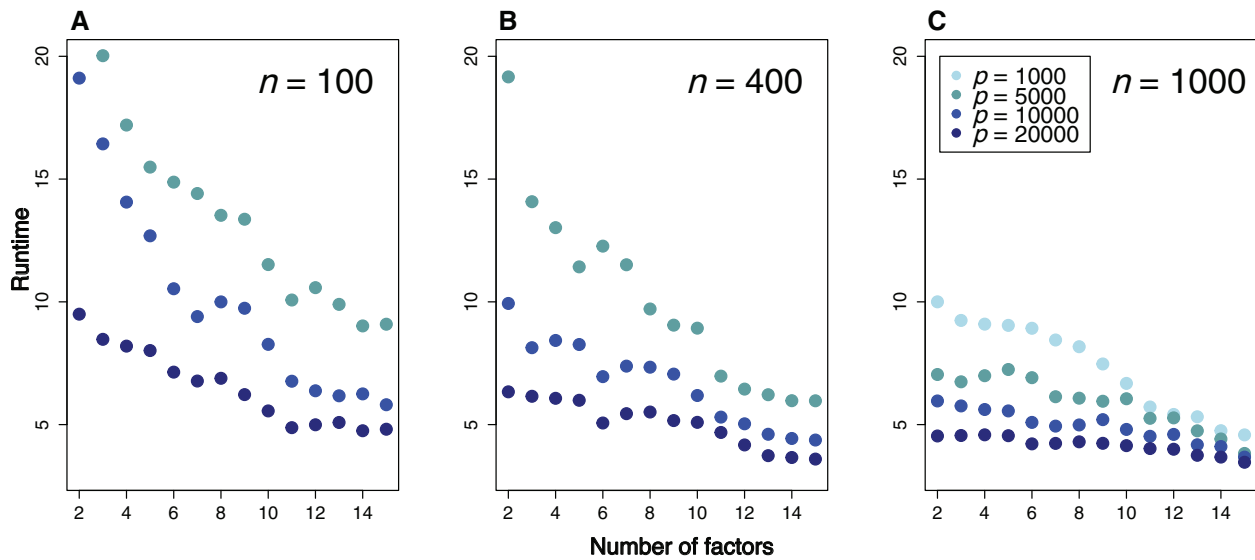 A
B
C
n = 100
n = 400
n = 1000
p = 1000
p = 5000
p = 10000
p = 20000
Runtime
20
15
10
5
20
15
10
5
20
15
10
5
2 4 6 8 10 12 14
2 4 6 8 10 12 14
2 4 6 8 10 12 14
Number of factors